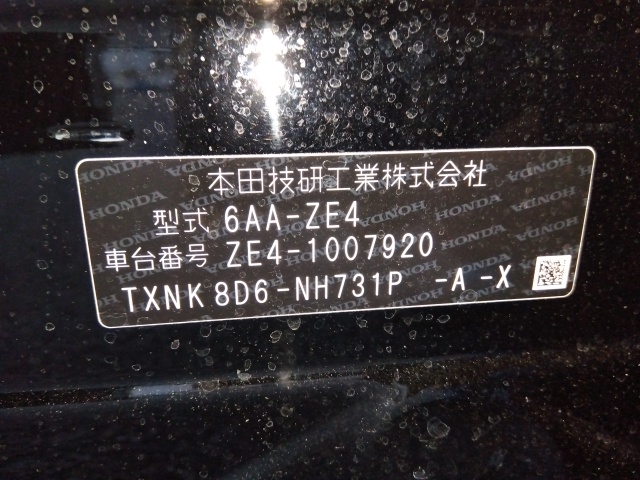 本田技研工業株式会社
型式 6AA-ZE4
車台番号 ZE4-1007920
TXNK 8D6-NH731P -A -X